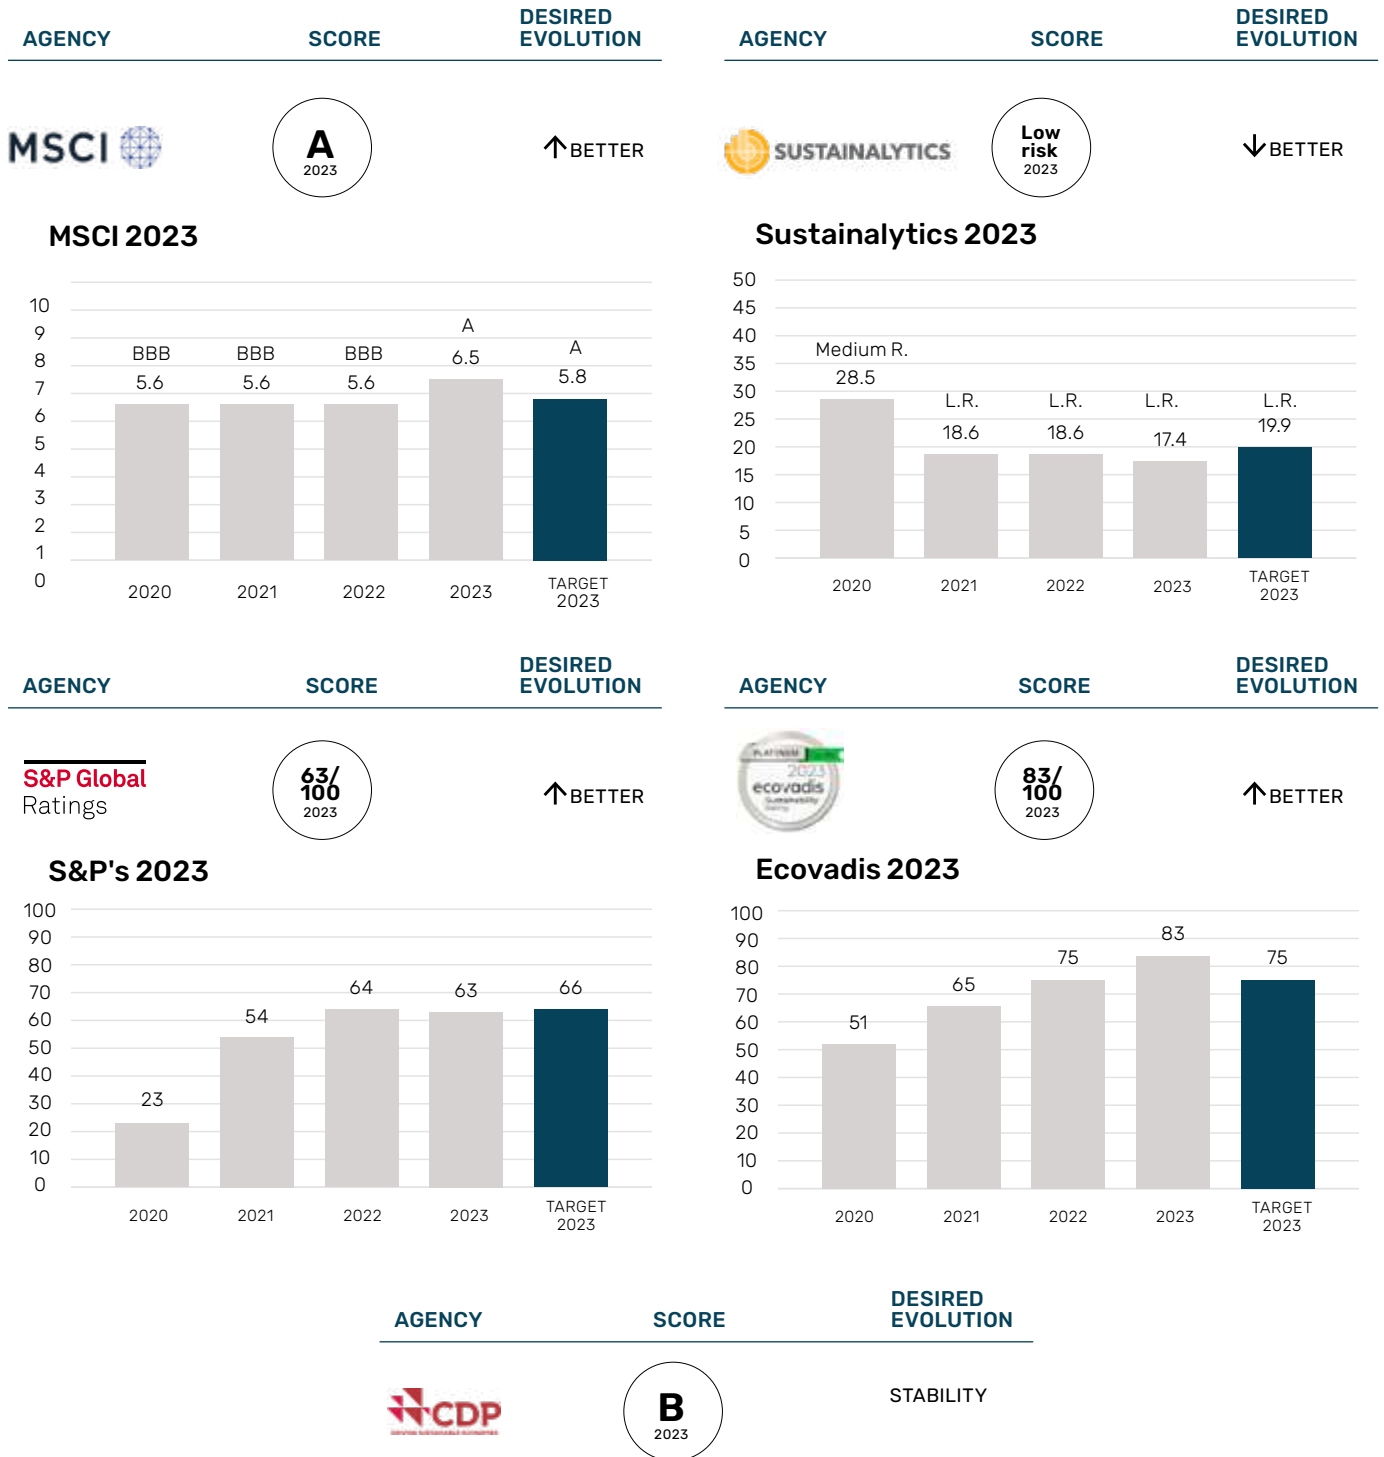 AGENCY
SCORE
DESIRED
EVOLUTION
MSCI
A
2023
BETTER
MSCI 2023
10
9
8
7
6
5
4
3
2
1
0
BBB
5.6
BBB
5.6
BBB
5.6
A
6.5
A
5.8
2020
2021
2022
2023
TARGET
2023
AGENCY
SCORE
DESIRED
EVOLUTION
SUSTAINALYTICS
Low
risk
2023
BETTER
Sustainalytics 2023
50
45
40
35
30
25
20
15
10
5
0
Medium R.
28.5
L.R.
18.6
L.R.
18.6
L.R.
17.4
L.R.
19.9
2020
2021
2022
2023
TARGET
2023
AGENCY
SCORE
DESIRED
EVOLUTION
S&P Global
Ratings
63/
100
2023
BETTER
S&P's 2023
100
90
80
70
60
50
40
30
20
10
0
23
54
64
63
66
2020
2021
2022
2023
TARGET
2023
AGENCY
SCORE
DESIRED
EVOLUTION
PLATINUM
2023
ecovadis
Sustainability
Rating
83/
100
2023
BETTER
Ecovadis 2023
100
90
80
70
60
50
40
30
20
10
0
51
65
75
83
75
2020
2021
2022
2023
TARGET
2023
AGENCY
SCORE
DESIRED
EVOLUTION
CDP
B
2023
STABILITY